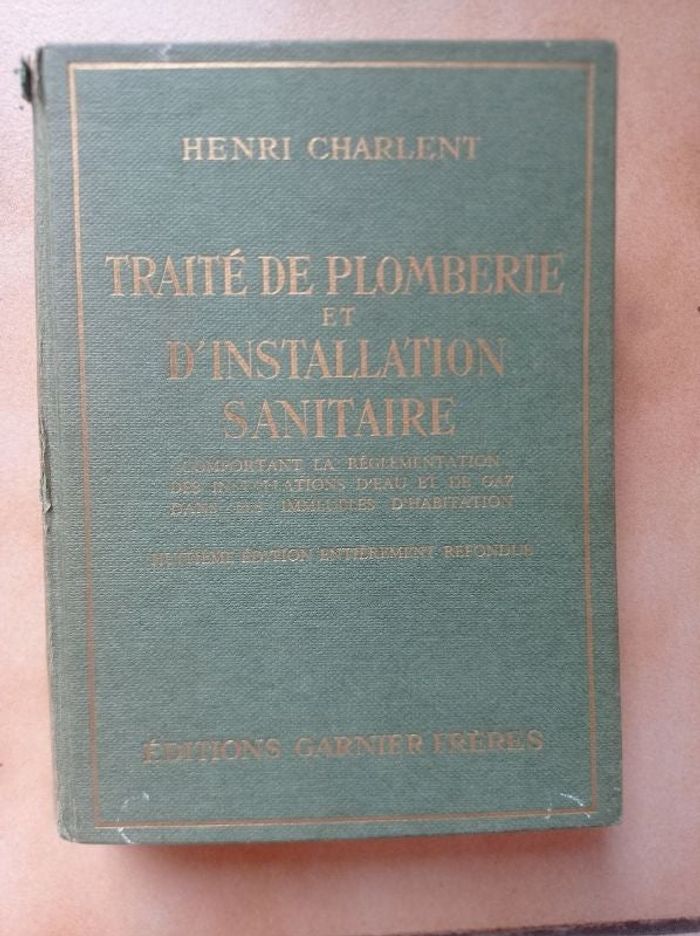 HENRI CHARLENT
TRAITÉ DE PLOMBERIE
ET
D'INSTALLATION
SANITAIRE
COMPORTANT LA RÉGLEMENTATION
DES INSTALLATIONS D'EAU ET DE GAZ
DANS LES IMMEUBLES D'HABITATION
HUITIÈME ÉDITION ENTIÈREMENT REFONDUE
ÉDITIONS GARNIER FRÈRES